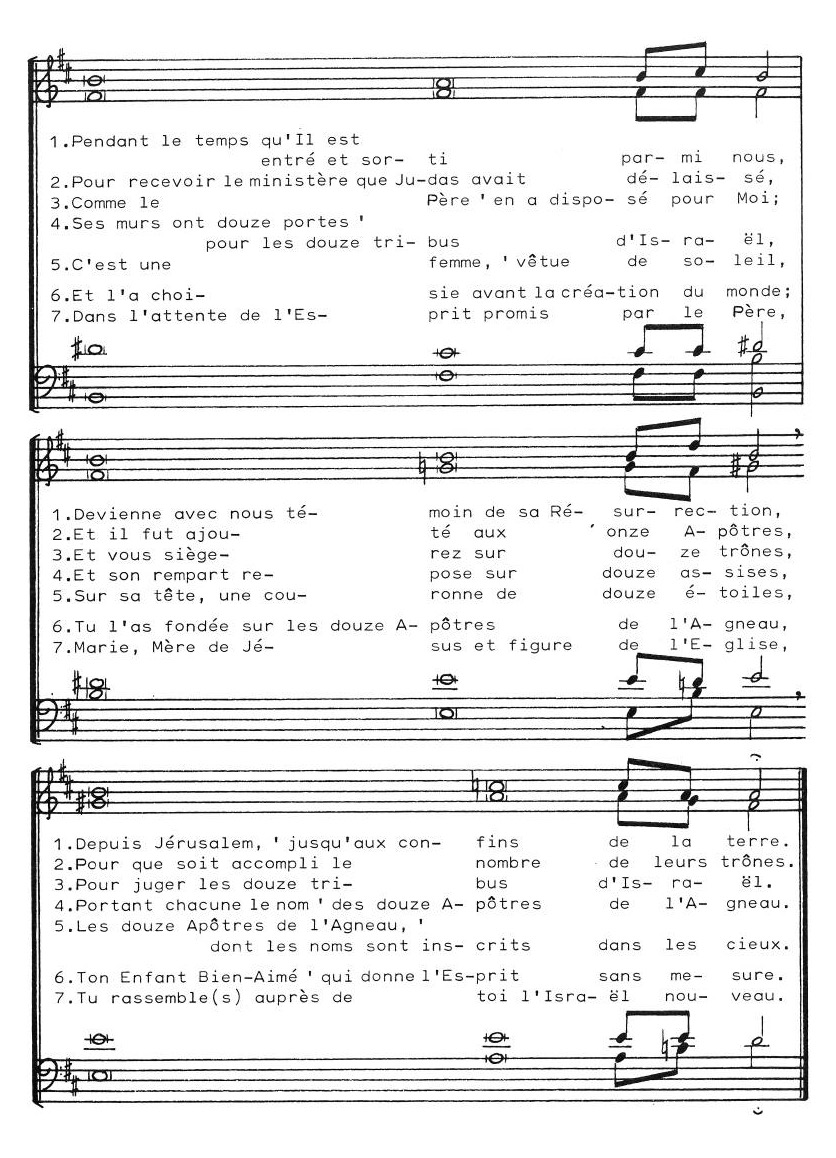 1.Pendant le temps qu'Il est
entré et sor- ti par- mi nous,
2.Pour recevoir le ministère que Ju-das avait dé- lais- sé,
3.Comme le Père ' en a dispo- sé pour Moi;
4.Ses murs ont douze portes '
pour les douze tri- bus d'Is- ra- ël,
5.C'est une femme, ' vêtue de so- leil,
6.Et l'a choi- sie avant la créa-tion du monde;
7.Dans l'attente de l'Es- prit promis par le Père,
1.Devienne avec nous té- moin de sa Ré- sur- rec- tion,
2.Et il fut ajou- té aux ' onze A- pôtres,
3.Et vous siège- rez sur dou- ze trônes,
4.Et son rempart re- pose sur douze as- sises,
5.Sur sa tête, une cou- ronne de douze é- toiles,
6.Tu l'as fondée sur les douze A- pôtres de l'A- gneau,
7.Marie, Mère de Jé- sus et figure de l'E- glise,
1.Depuis Jérusalem, ' jusqu'aux con- fins de la terre.
2.Pour que soit accompli le nombre de leurs trônes.
3.Pour juger les douze tri- bus d'Is- ra- ël.
4.Portant chacune le nom ' des douze A- pôtres de l'A- gneau.
5.Les douze Apôtres de l'Agneau, '
dont les noms sont ins- crits dans les cieux.
6.Ton Enfant Bien-Aimé ' qui donne l'Es-prit sans me- sure.
7.Tu rassemble(s) auprès de toi l'Isra- ël nou- veau.